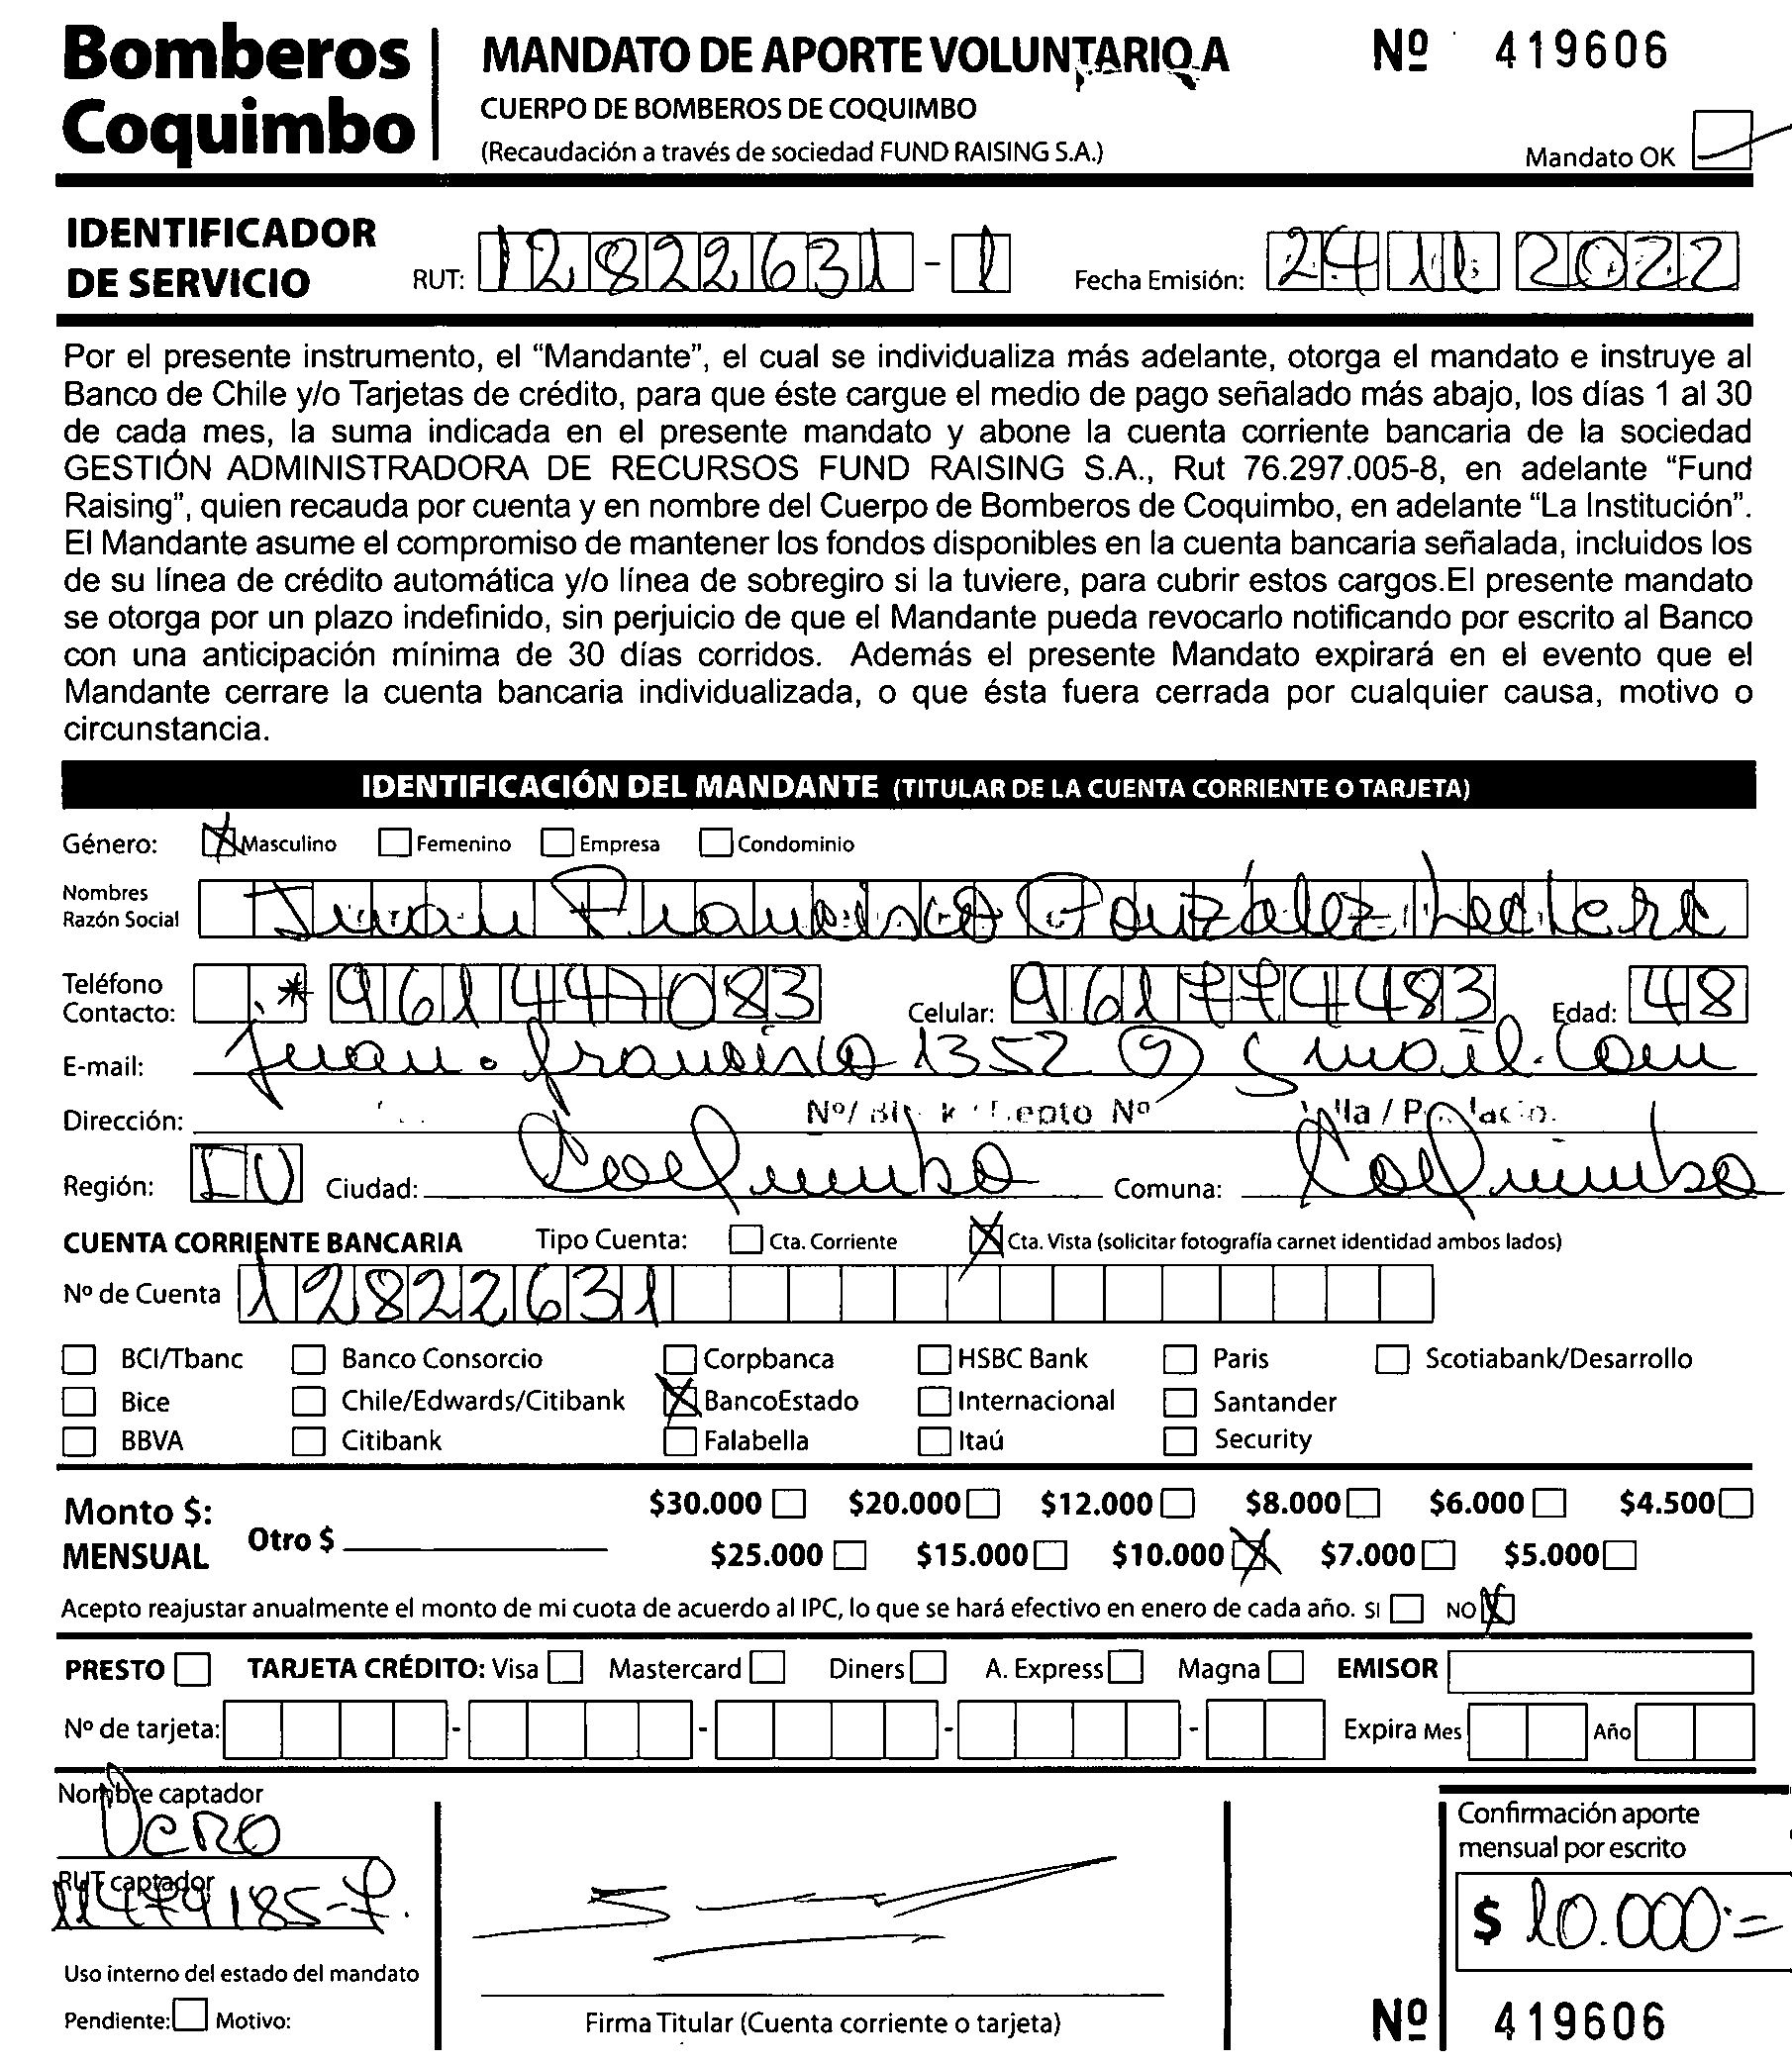 Bomberos
Coquimbo
MANDATO DE APORTE VOLUNTARIO A
CUERPO DE BOMBEROS DE COQUIMBO
(Recaudación a través de sociedad FUND RAISING S.A.)
Nº 419606
Mandato OK
IDENTIFICADOR
DE SERVICIO
RUT: 12822631-1
Fecha Emisión: 24 11 2022
Por el presente instrumento, el “Mandante”, el cual se individualiza más adelante, otorga el mandato e instruye al
Banco de Chile y/o Tarjetas de crédito, para que éste cargue el medio de pago señalado más abajo, los días 1 al 30
de cada mes, la suma indicada en el presente mandato y abone la cuenta corriente bancaria de la sociedad
GESTIÓN ADMINISTRADORA DE RECURSOS FUND RAISING S.A., Rut 76.297.005-8, en adelante “Fund
Raising”, quien recauda por cuenta y en nombre del Cuerpo de Bomberos de Coquimbo, en adelante “La Institución”.
El Mandante asume el compromiso de mantener los fondos disponibles en la cuenta bancaria señalada, incluidos los
de su línea de crédito automática y/o línea de sobregiro si la tuviere, para cubrir estos cargos.El presente mandato
se otorga por un plazo indefinido, sin perjuicio de que el Mandante pueda revocarlo notificando por escrito al Banco
con una anticipación mínima de 30 días corridos. Además el presente Mandato expirará en el evento que el
Mandante cerrare la cuenta bancaria individualizada, o que ésta fuera cerrada por cualquier causa, motivo o
circunstancia.
IDENTIFICACIÓN DEL MANDANTE (TITULAR DE LA CUENTA CORRIENTE O TARJETA)
Género: Masculino Femenino Empresa Condominio
Nombres
Razón Social
Juan Francisco González
Teléfono
Contacto: 961447083 Celular: 961774483 Edad: 48
E-mail: juan.francisco1352@gmail.com
Dirección: Nº/ Block / Depto Nº Villa / Población
Región: IV Ciudad: Coquimbo Comuna: Coquimbo
CUENTA CORRIENTE BANCARIA Tipo Cuenta: Cta. Corriente Cta. Vista (solicitar fotografía carnet identidad ambos lados)
Nº de Cuenta 12822631
BCI/Tbanc Banco Consorcio Corpbanca HSBC Bank Paris Scotiabank/Desarrollo
Bice Chile/Edwards/Citibank BancoEstado Internacional Santander
BBVA Citibank Falabella Itaú Security
Monto $:
MENSUAL
Otro $
$30.000 $20.000 $12.000 $8.000 $6.000 $4.500
$25.000 $15.000 $10.000 $7.000 $5.000
Acepto reajustar anualmente el monto de mi cuota de acuerdo al IPC, lo que se hará efectivo en enero de cada año. SI NO
PRESTO TARJETA CRÉDITO: Visa Mastercard Diners A. Express Magna EMISOR
Nº de tarjeta: - - - - Expira Mes Año
Nombre captador
Vero
RUT captador
11479185-7.
Uso interno del estado del mandato
Pendiente: Motivo:
Firma Titular (Cuenta corriente o tarjeta)
Confirmación aporte
mensual por escrito
$ 10.000.=
Nº 419606